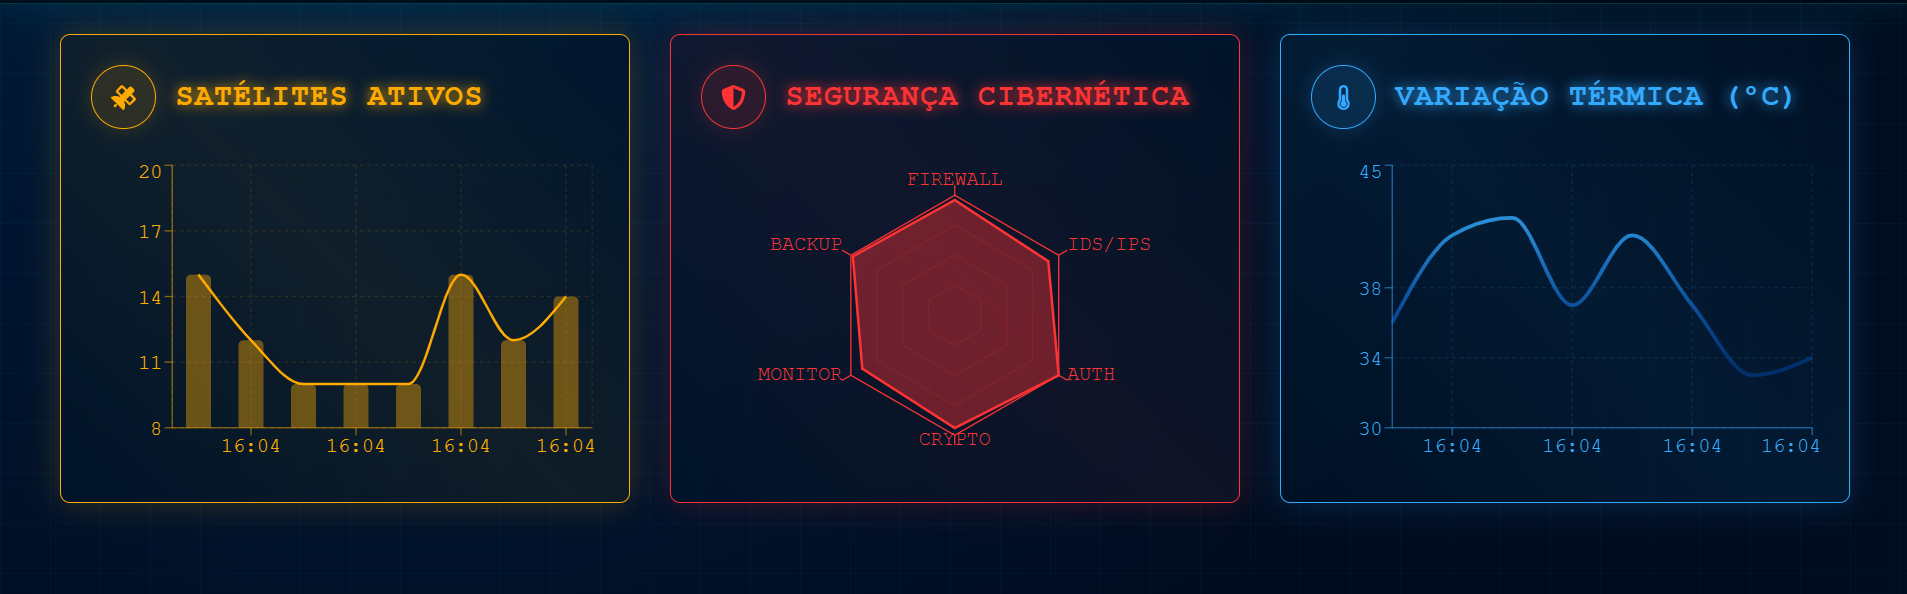 SATÉLITES ATIVOS
20
17
14
11
8
16:04 16:04 16:04 16:04
SEGURANÇA CIBERNÉTICA
FIREWALL
BACKUP IDS/IPS
MONITOR AUTH
CRYPTO
VARIAÇÃO TÉRMICA (°C)
45
38
34
30
16:04 16:04 16:04 16:04